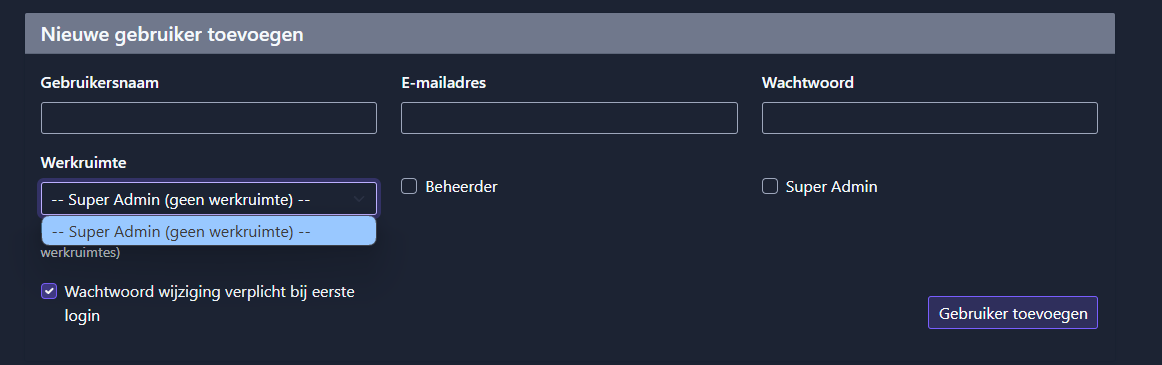 Nieuwe gebruiker toevoegen
Gebruikersnaam
E-mailadres
Wachtwoord
Werkruimte
-- Super Admin (geen werkruimte) --
Beheerder
Super Admin
-- Super Admin (geen werkruimte) --
werkruimtes)
Wachtwoord wijziging verplicht bij eerste
login
Gebruiker toevoegen